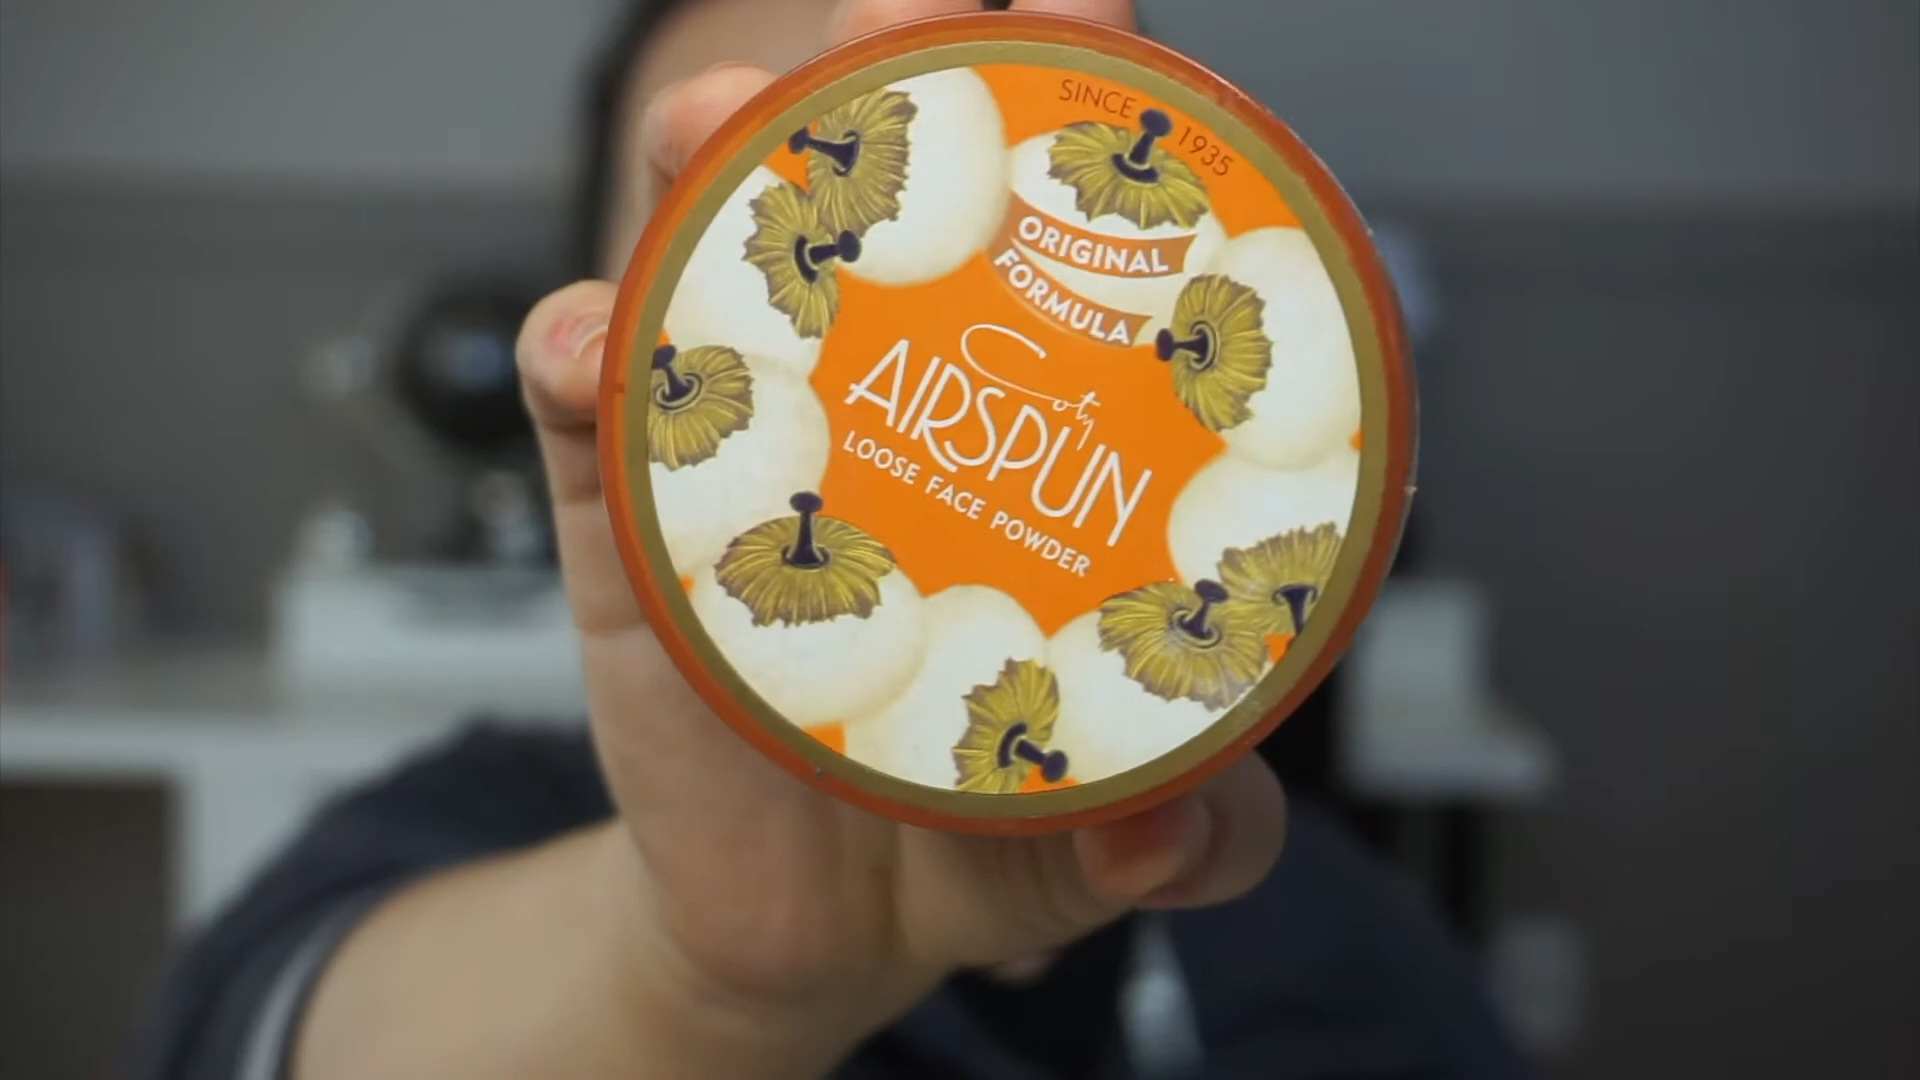 SINCE 1935
ORIGINAL
FORMULA
Coty
AIRSPUN
LOOSE FACE POWDER